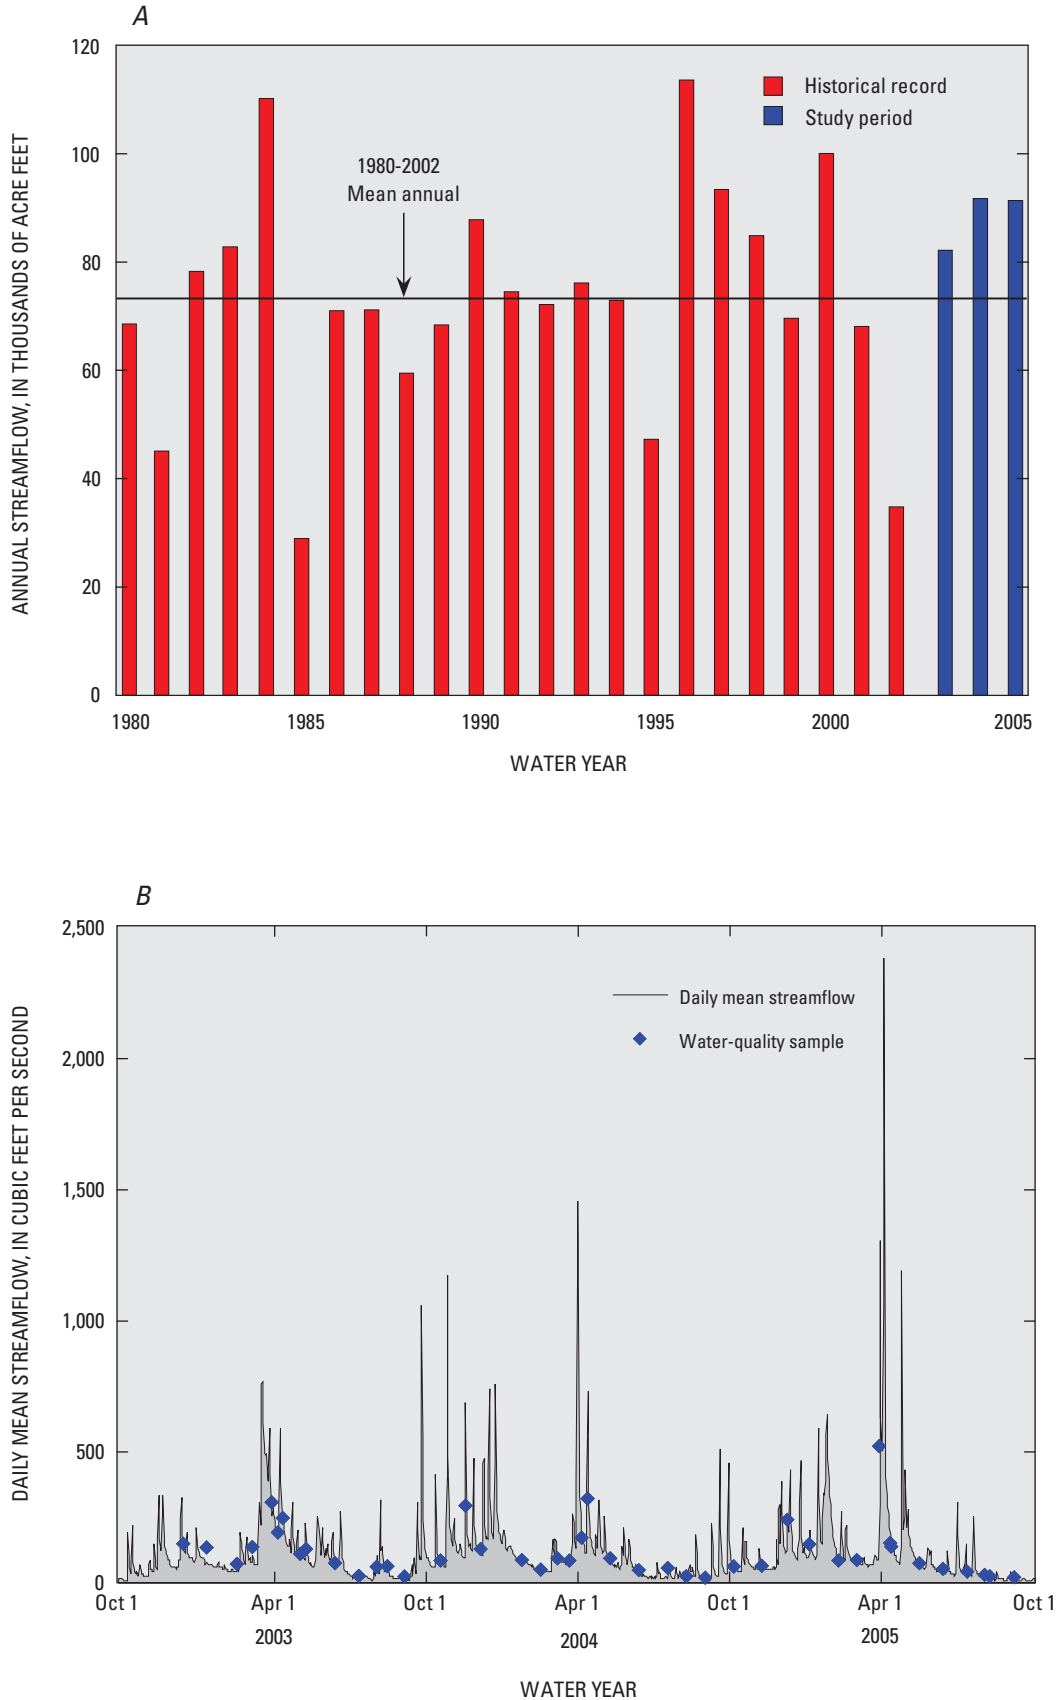 A
ANNUAL STREAMFLOW, IN THOUSANDS OF ACRE FEET
120
100
80
60
40
20
0
Historical record
Study period
1980-2002
Mean annual
1980
1985
1990
1995
2000
2005
WATER YEAR
B
DAILY MEAN STREAMFLOW, IN CUBIC FEET PER SECOND
2,500
2,000
1,500
1,000
500
0
Daily mean streamflow
Water-quality sample
Oct 1
Apr 1
Oct 1
Apr 1
Oct 1
Apr 1
Oct 1
2003
2004
2005
WATER YEAR